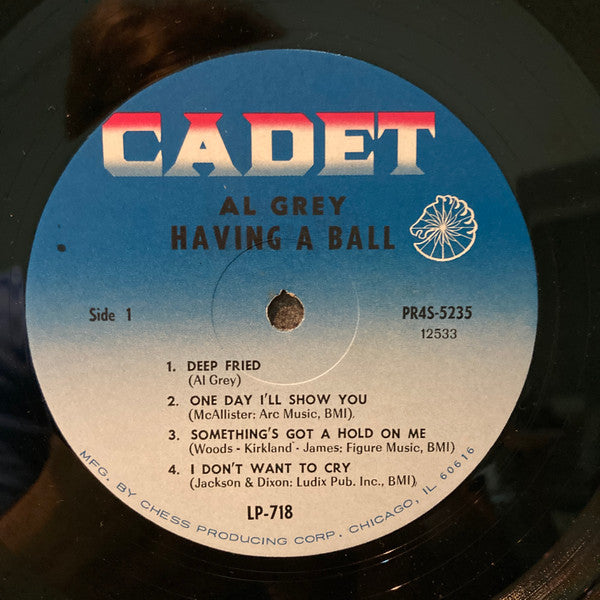 CADET
AL GREY
HAVING A BALL
Side 1
PR4S-5235
12533
1. DEEP FRIED
(Al Grey)
2. ONE DAY I'LL SHOW YOU
(McAllister: Arc Music, BMI)
3. SOMETHING'S GOT A HOLD ON ME
(Woods - Kirkland - James: Figure Music, BMI)
4. I DON'T WANT TO CRY
(Jackson & Dixon: Ludix Pub. Inc., BMI)
LP-718
MFG. BY CHESS PRODUCING CORP. CHICAGO, IL 60616